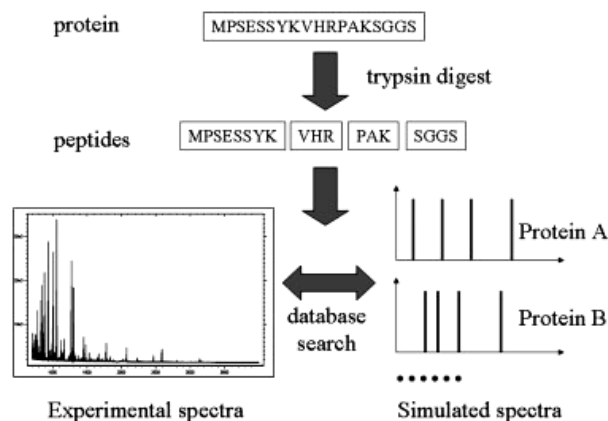 protein
MPSESSYKVHRPAKSGGS
trypsin digest
peptides
MPSESSYK VHR PAK SGGS
Protein A
Protein B
database
search
Experimental spectra
Simulated spectra